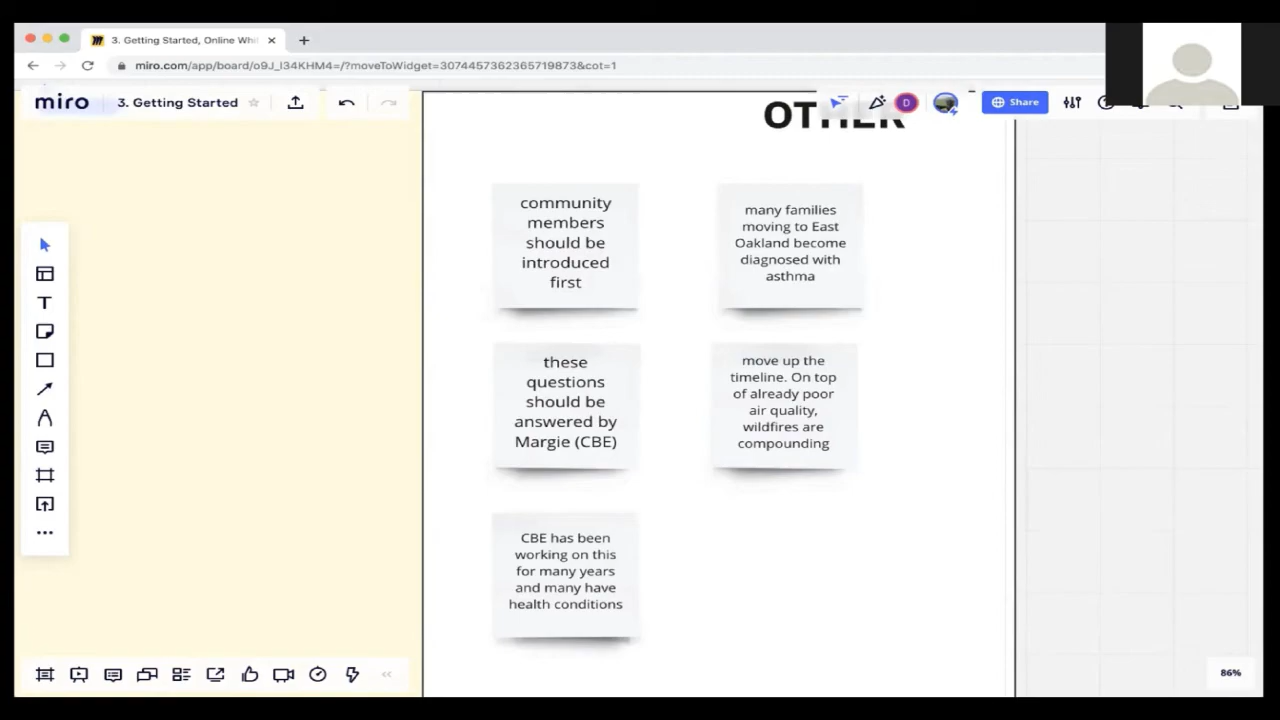 3. Getting Started, Online Whi
miro.com/app/board/o9J_l34KHM4=/?moveToWidget=3074457362365719873&cot=1
miro
3. Getting Started
D
Share
OTHER
community
members
should be
introduced
first
many families
moving to East
Oakland become
diagnosed with
asthma
these
questions
should be
answered by
Margie (CBE)
move up the
timeline. On top
of already poor
air quality,
wildfires are
compounding
CBE has been
working on this
for many years
and many have
health conditions
86%